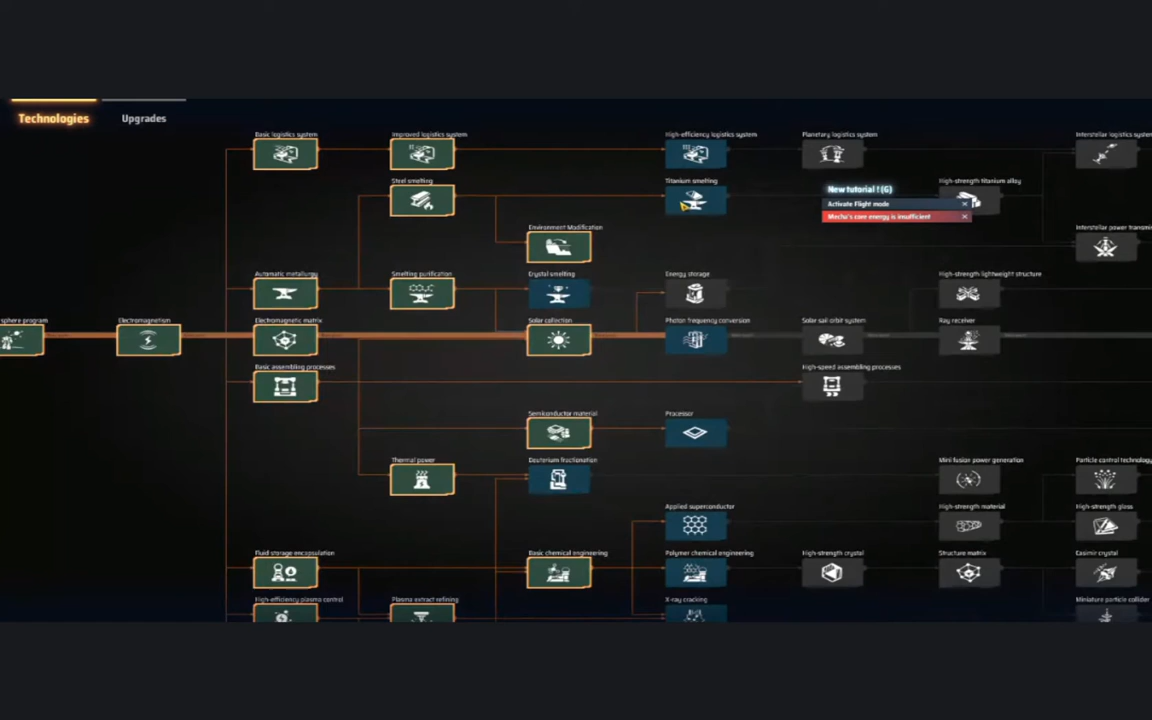 Technologies
Upgrades
Basic logistics system
Improved logistics system
High-efficiency logistics system
Planetary logistics system
Interstellar logistics system
Steel smelting
Titanium smelting
New tutorial ! (G)
High-strength titanium alloy
Activate Flight mode
Mecha's core energy is insufficient
Environment Modification
Interstellar power transmi
Automatic metallurgy
Smelting purification
Crystal smelting
Energy storage
High-strength lightweight structure
sphere program
Electromagnetism
Electromagnetic matrix
Solar collection
Photon frequency conversion
Solar sail orbit system
Ray receiver
Basic assembling processes
High-speed assembling processes
Semiconductor material
Processor
Thermal power
Deuterium fractionation
Mini fusion power generation
Particle control technology
Applied superconductor
High-strength material
High-strength glass
Fluid storage encapsulation
Basic chemical engineering
Polymer chemical engineering
High-strength crystal
Structure matrix
Casimir crystal
High-efficiency plasma control
Plasma extract refining
X-ray cracking
Miniature particle collider